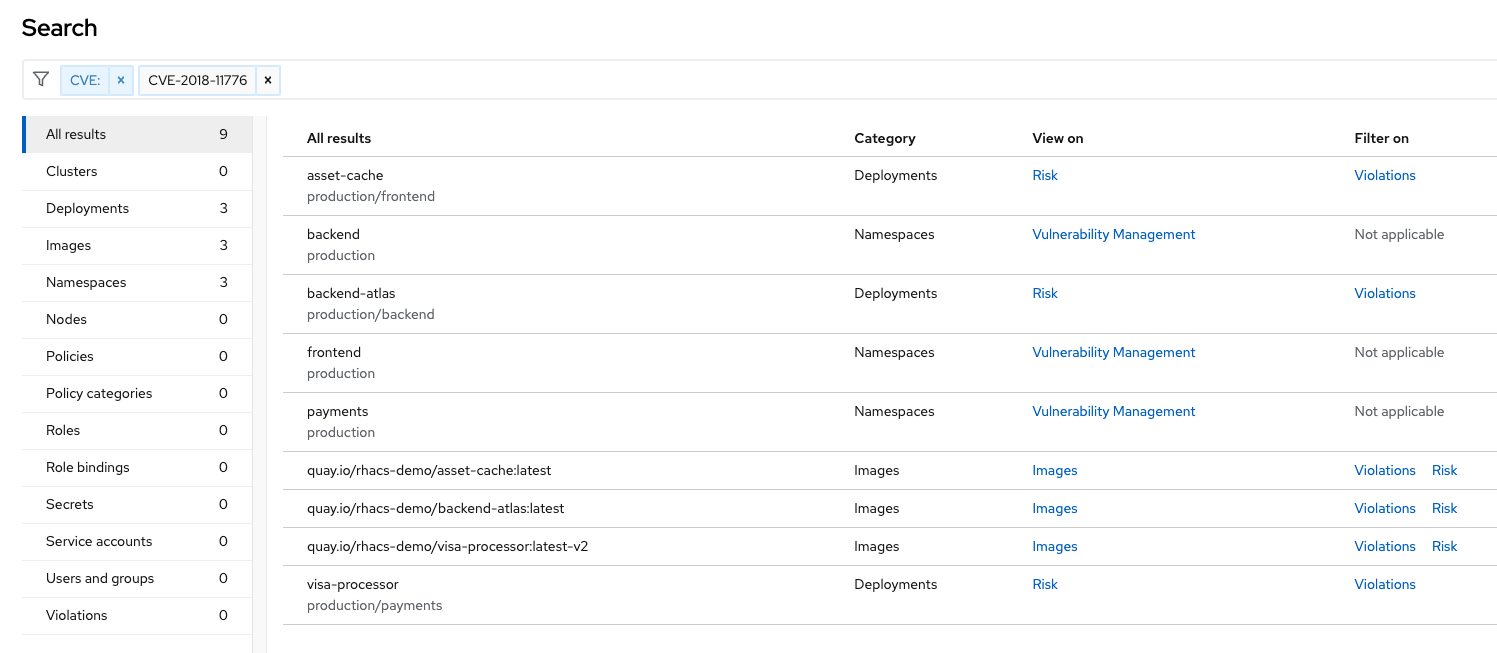 Search
CVE: × CVE-2018-11776 ×
All results 9
Clusters 0
Deployments 3
Images 3
Namespaces 3
Nodes 0
Policies 0
Policy categories 0
Roles 0
Role bindings 0
Secrets 0
Service accounts 0
Users and groups 0
Violations 0
All results Category View on Filter on
asset-cache Deployments Risk Violations
production/frontend
backend Namespaces Vulnerability Management Not applicable
production
backend-atlas Deployments Risk Violations
production/backend
frontend Namespaces Vulnerability Management Not applicable
production
payments Namespaces Vulnerability Management Not applicable
production
quay.io/rhacs-demo/asset-cache:latest Images Images Violations Risk
quay.io/rhacs-demo/backend-atlas:latest Images Images Violations Risk
quay.io/rhacs-demo/visa-processor:latest-v2 Images Images Violations Risk
visa-processor Deployments Risk Violations
production/payments